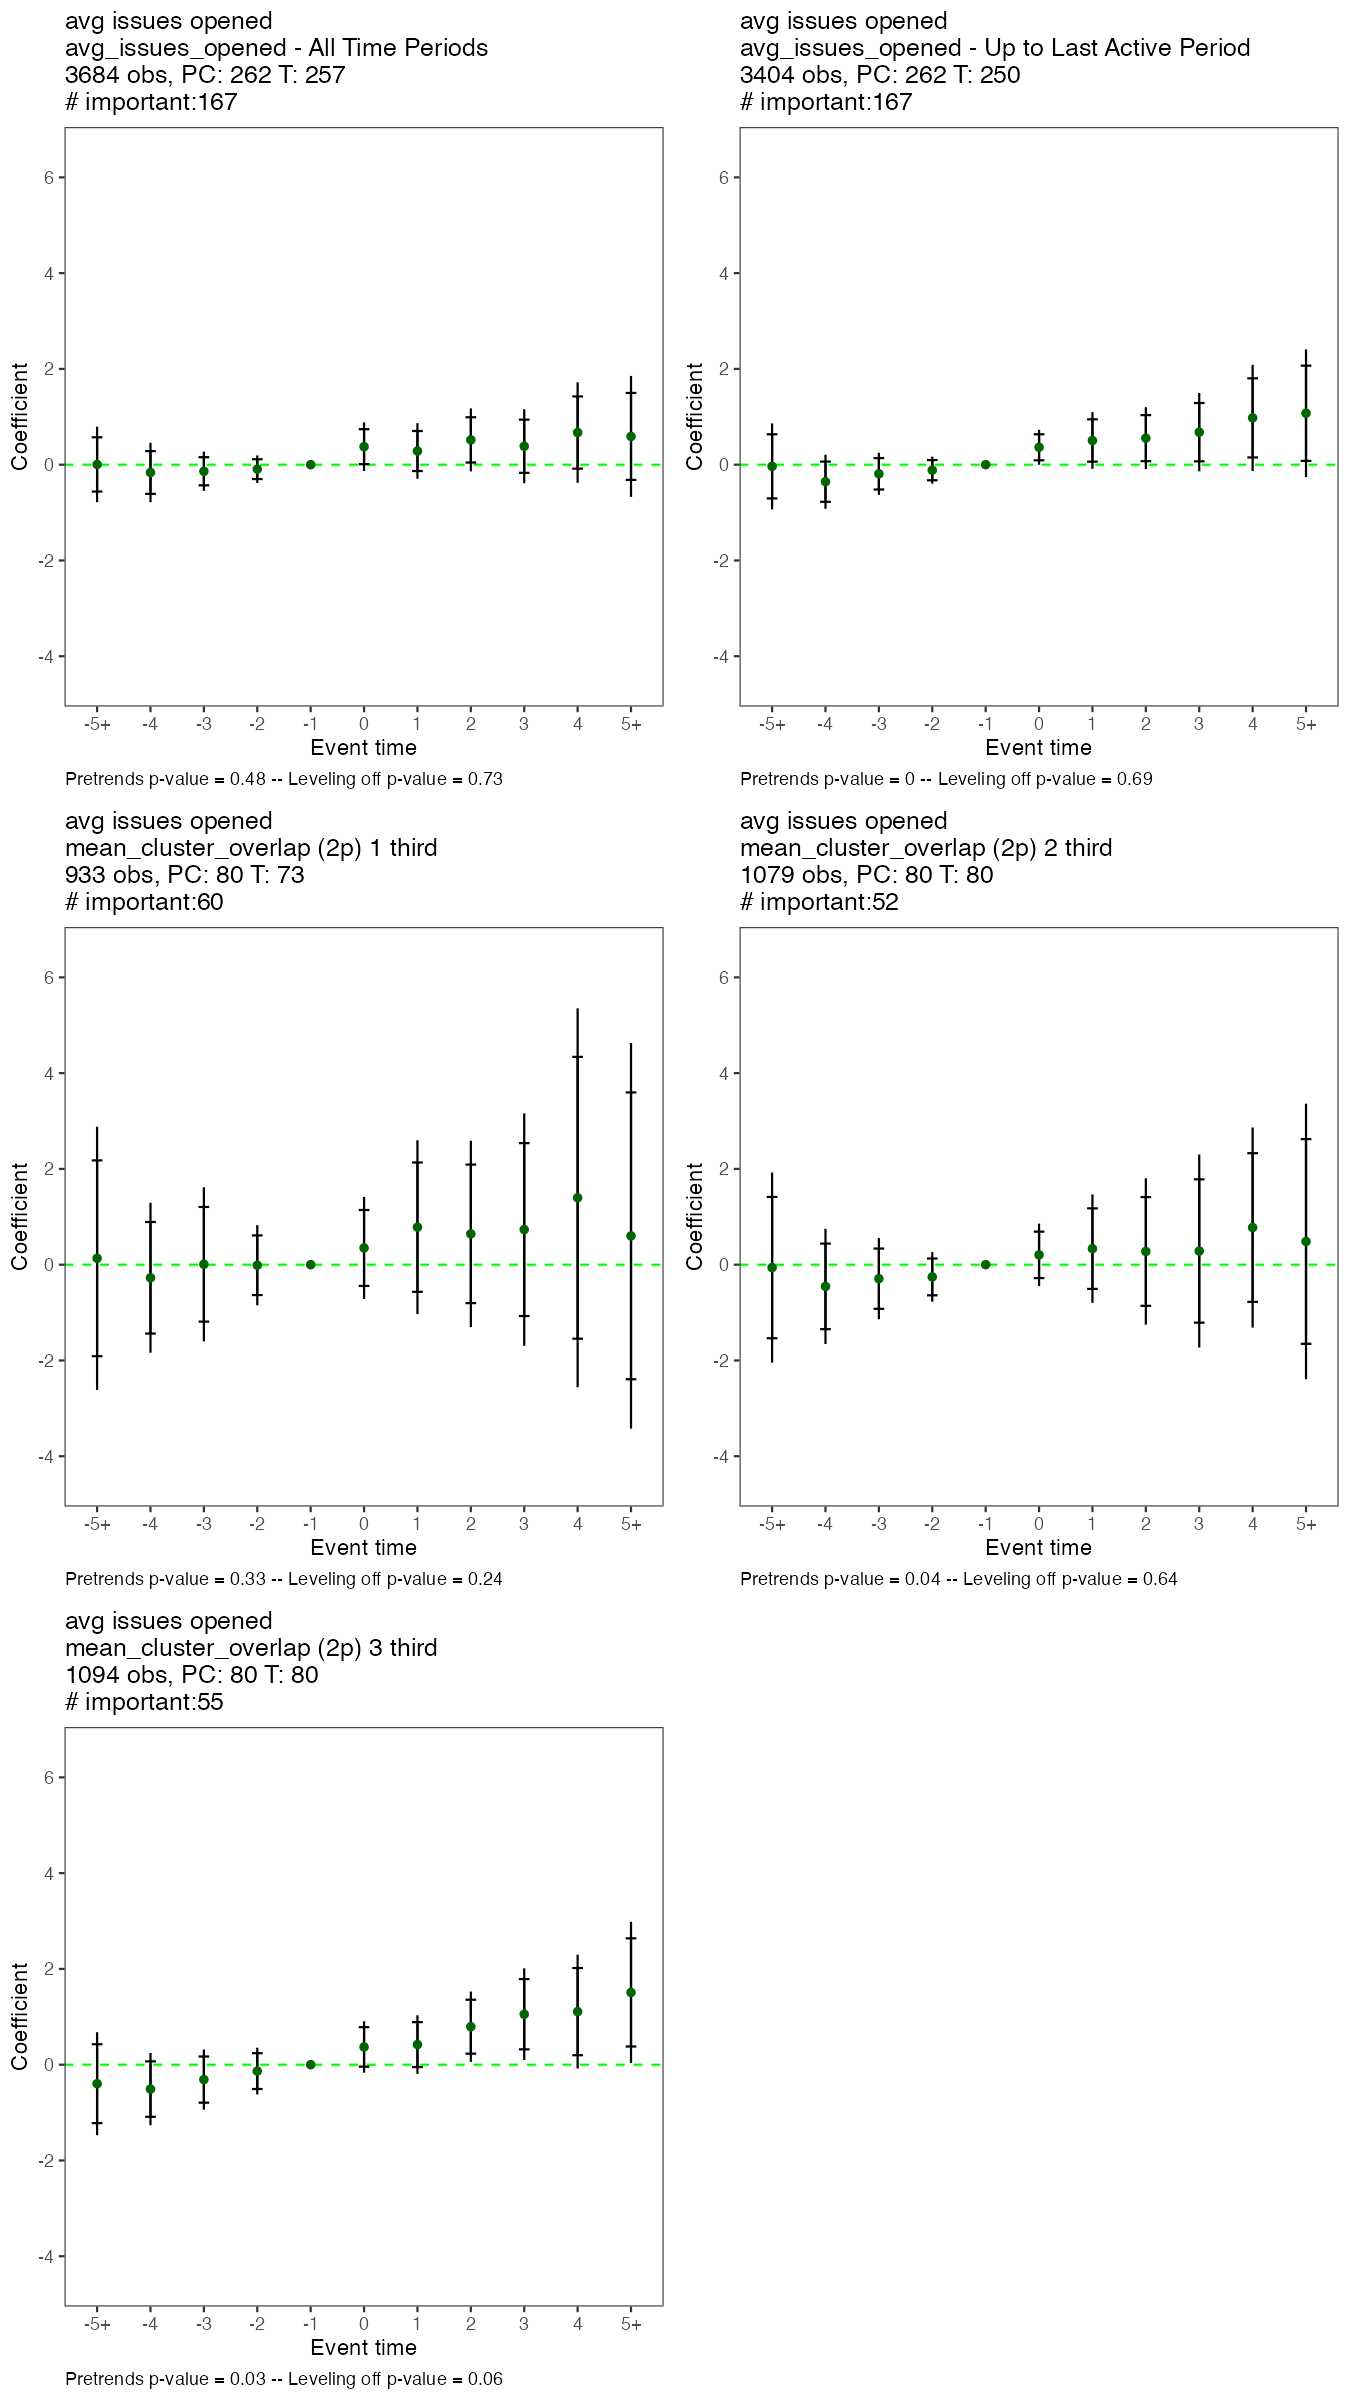 avg issues opened
avg_issues_opened - All Time Periods
3684 obs, PC: 262 T: 257
# important:167
6
4
2
0
-2
-4
Coefficient
-5+ -4 -3 -2 -1 0 1 2 3 4 5+
Event time
Pretrends p-value = 0.48 -- Leveling off p-value = 0.73
avg issues opened
avg_issues_opened - Up to Last Active Period
3404 obs, PC: 262 T: 250
# important:167
6
4
2
0
-2
-4
Coefficient
-5+ -4 -3 -2 -1 0 1 2 3 4 5+
Event time
Pretrends p-value = 0 -- Leveling off p-value = 0.69
avg issues opened
mean_cluster_overlap (2p) 1 third
933 obs, PC: 80 T: 73
# important:60
6
4
2
0
-2
-4
Coefficient
-5+ -4 -3 -2 -1 0 1 2 3 4 5+
Event time
Pretrends p-value = 0.33 -- Leveling off p-value = 0.24
avg issues opened
mean_cluster_overlap (2p) 2 third
1079 obs, PC: 80 T: 80
# important:52
6
4
2
0
-2
-4
Coefficient
-5+ -4 -3 -2 -1 0 1 2 3 4 5+
Event time
Pretrends p-value = 0.04 -- Leveling off p-value = 0.64
avg issues opened
mean_cluster_overlap (2p) 3 third
1094 obs, PC: 80 T: 80
# important:55
6
4
2
0
-2
-4
Coefficient
-5+ -4 -3 -2 -1 0 1 2 3 4 5+
Event time
Pretrends p-value = 0.03 -- Leveling off p-value = 0.06